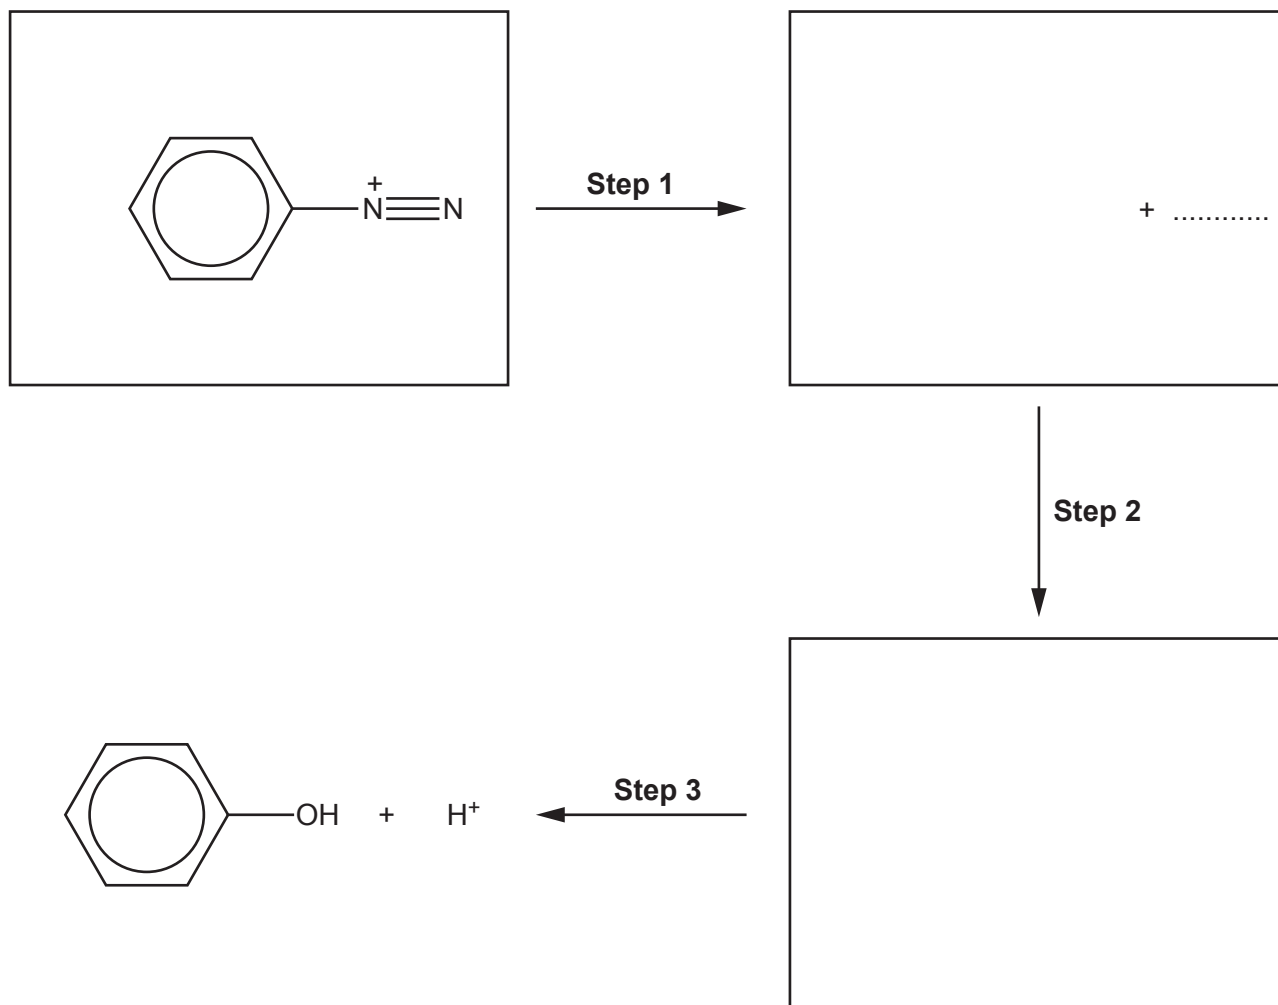 +
N≡N
Step 1
+ ............
Step 2
Step 3
OH + H⁺